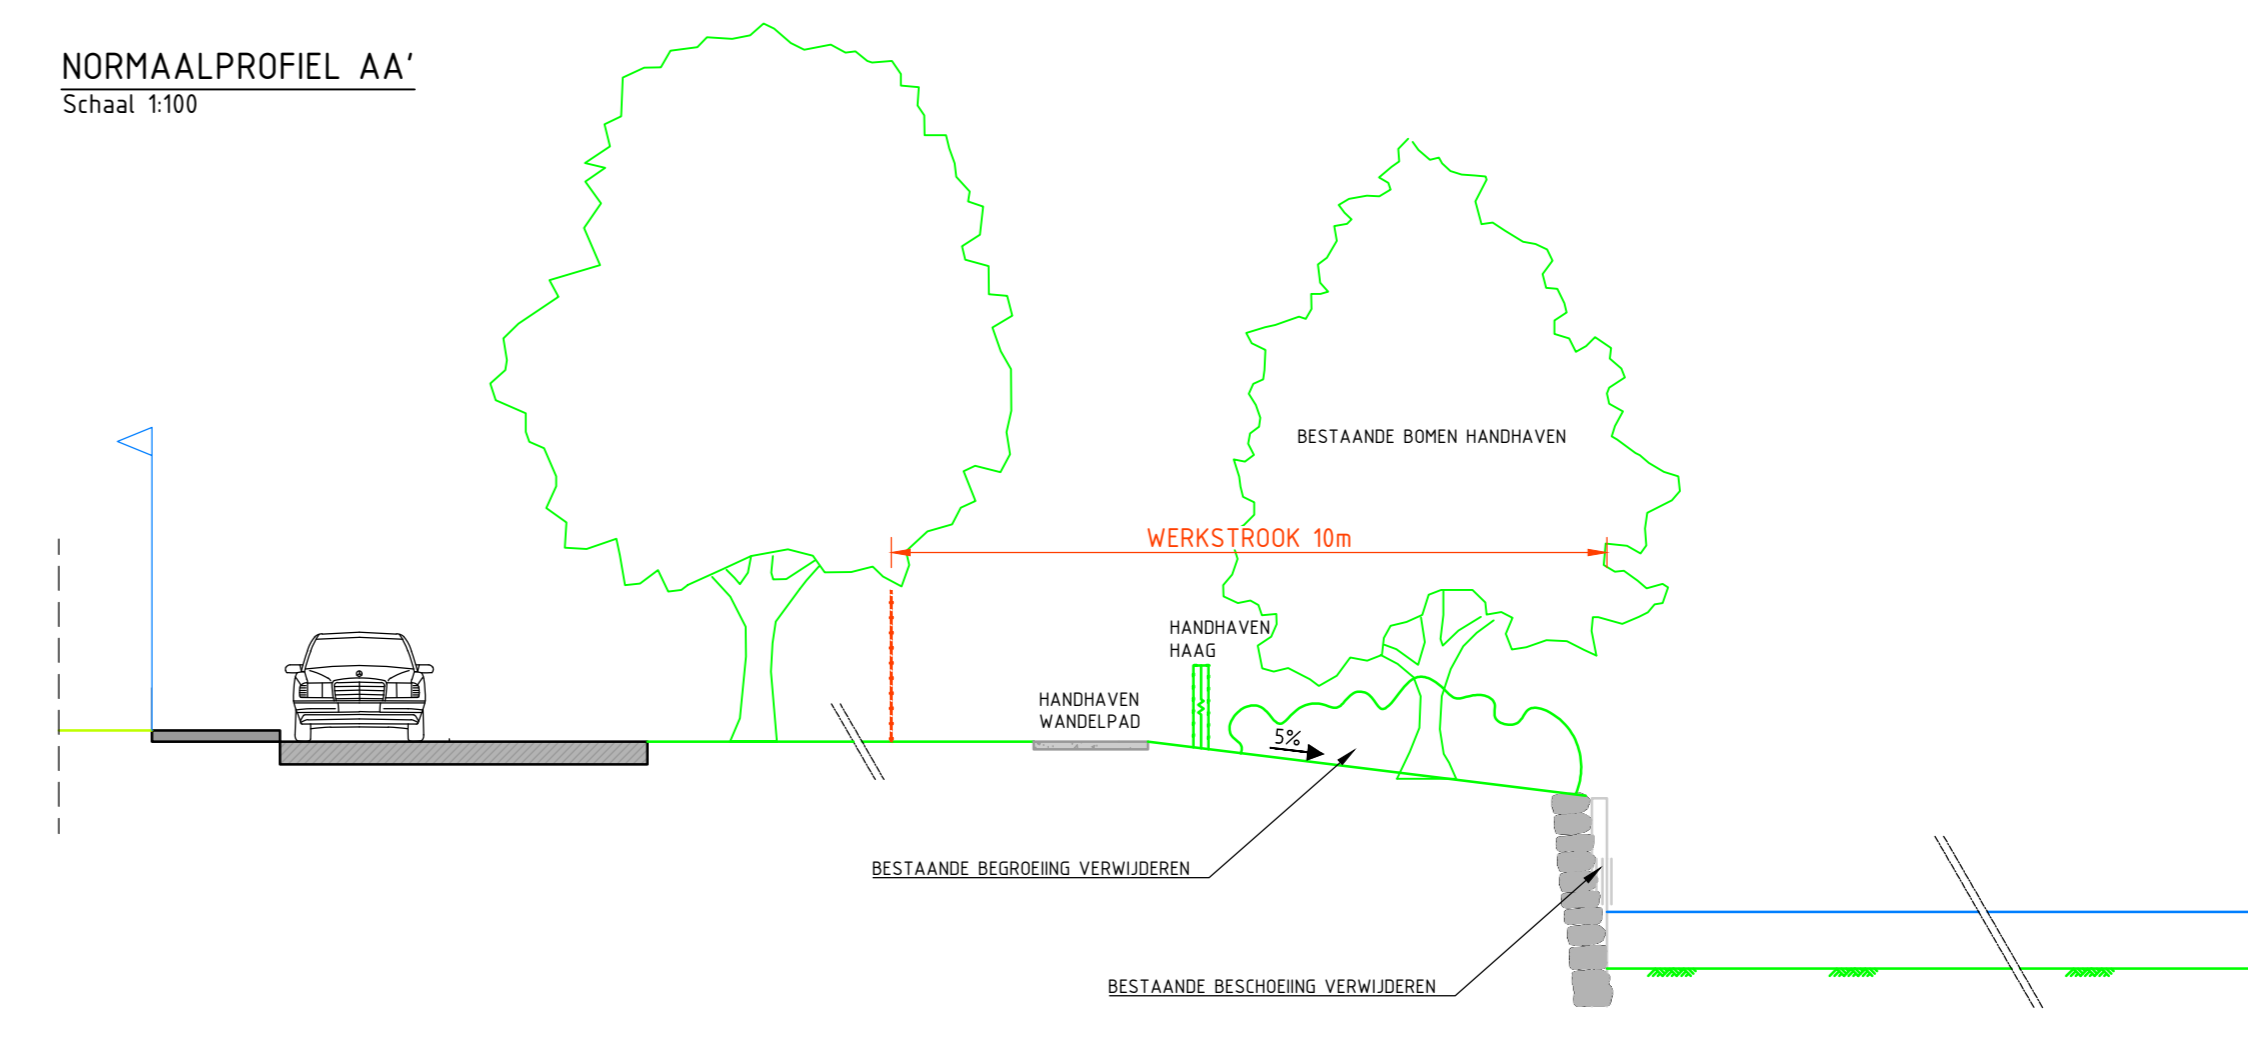 NORMAALPROFIEL AA'
Schaal 1:100
BESTAANDE BOMEN HANDHAVEN
WERKSTROOK 10m
HANDHAVEN
HAAG
HANDHAVEN
WANDELPAD
5%
BESTAANDE BEGROEIING VERWIJDEREN
BESTAANDE BESCHOEIING VERWIJDEREN